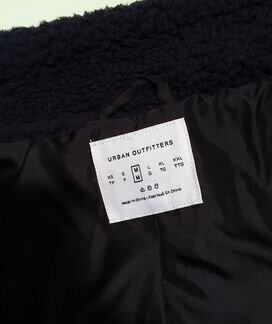 URBAN OUTFITTERS
XS S M L XL XXL
TP P M G TG TTG
Made in China • Fabriqué En Chine